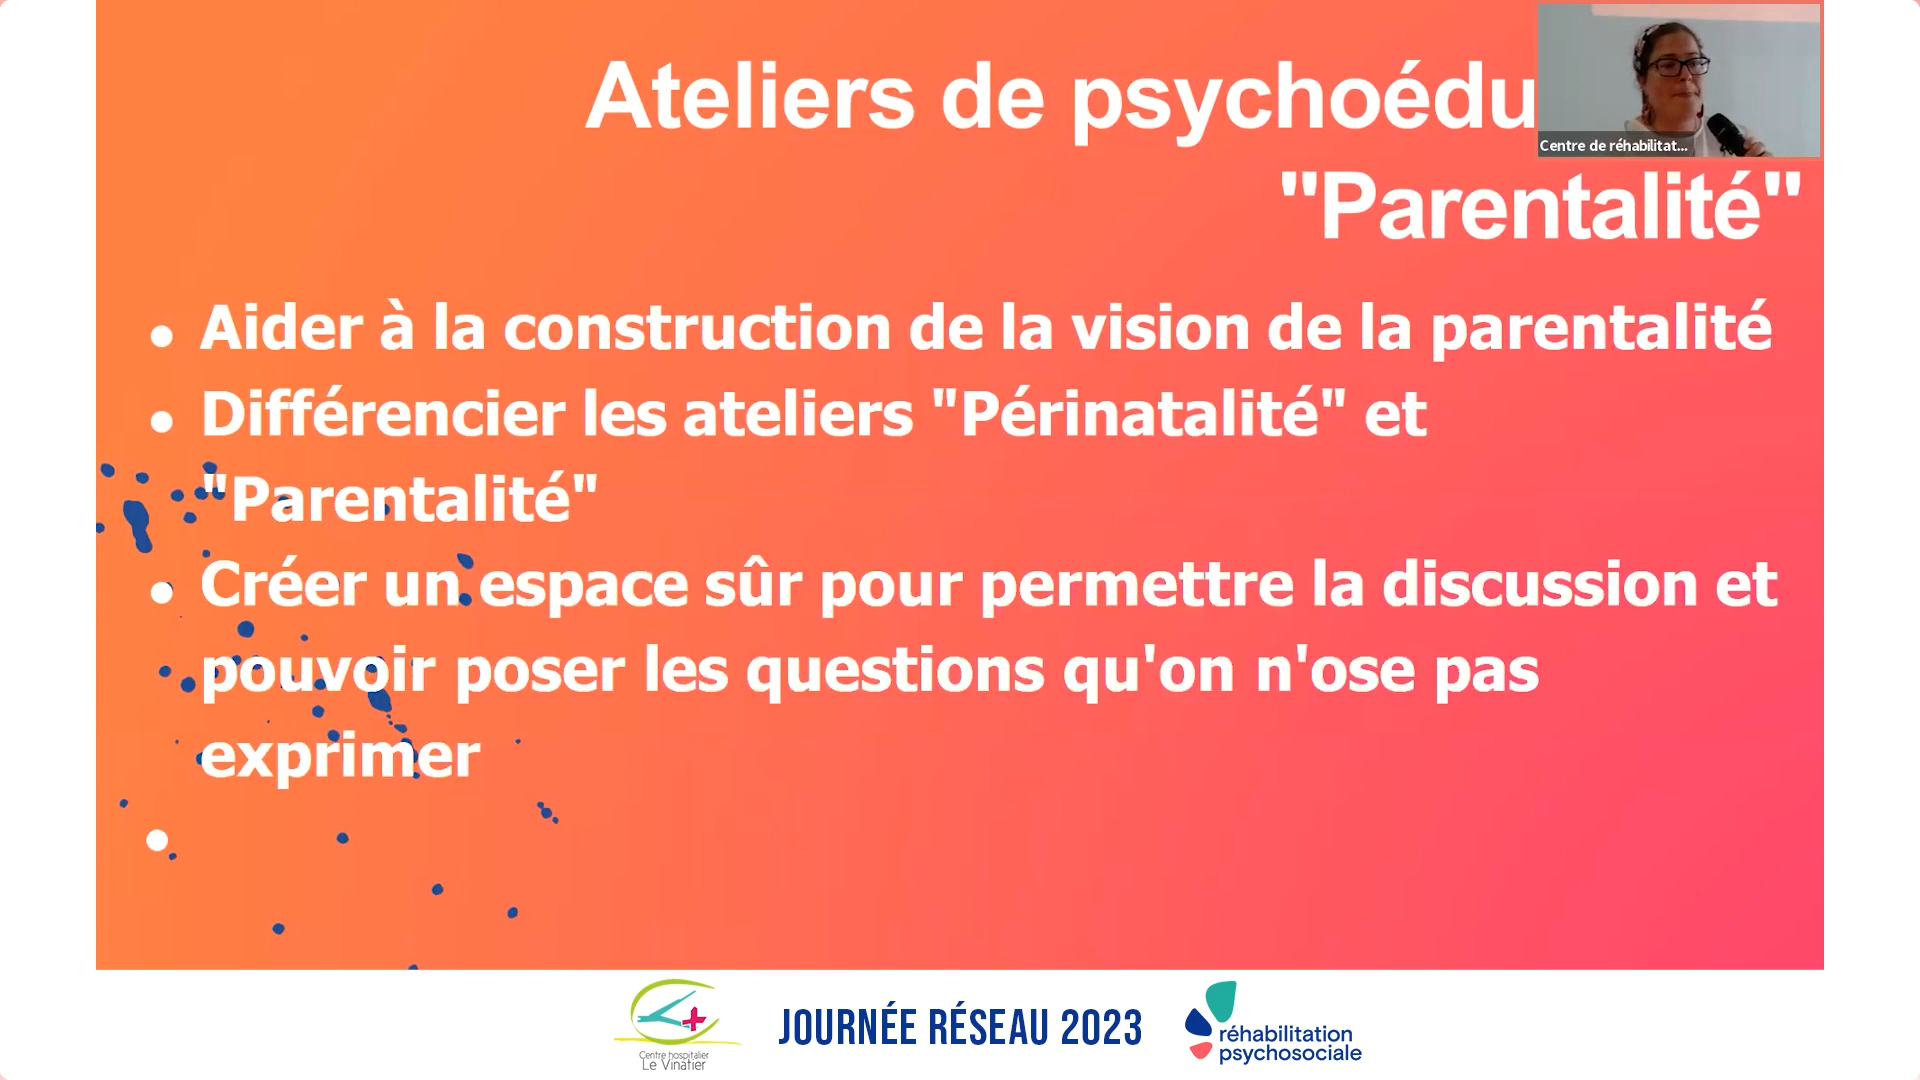 Ateliers de psychoédu
"Parentalité"
Centre de réhabilitat...
• Aider à la construction de la vision de la parentalité
• Différencier les ateliers "Périnatalité" et
"Parentalité"
• Créer un espace sûr pour permettre la discussion et
pouvoir poser les questions qu'on n'ose pas
exprimer
•
Centre hospitalier
Le Vinatier
JOURNÉE RÉSEAU 2023
réhabilitation
psychosociale